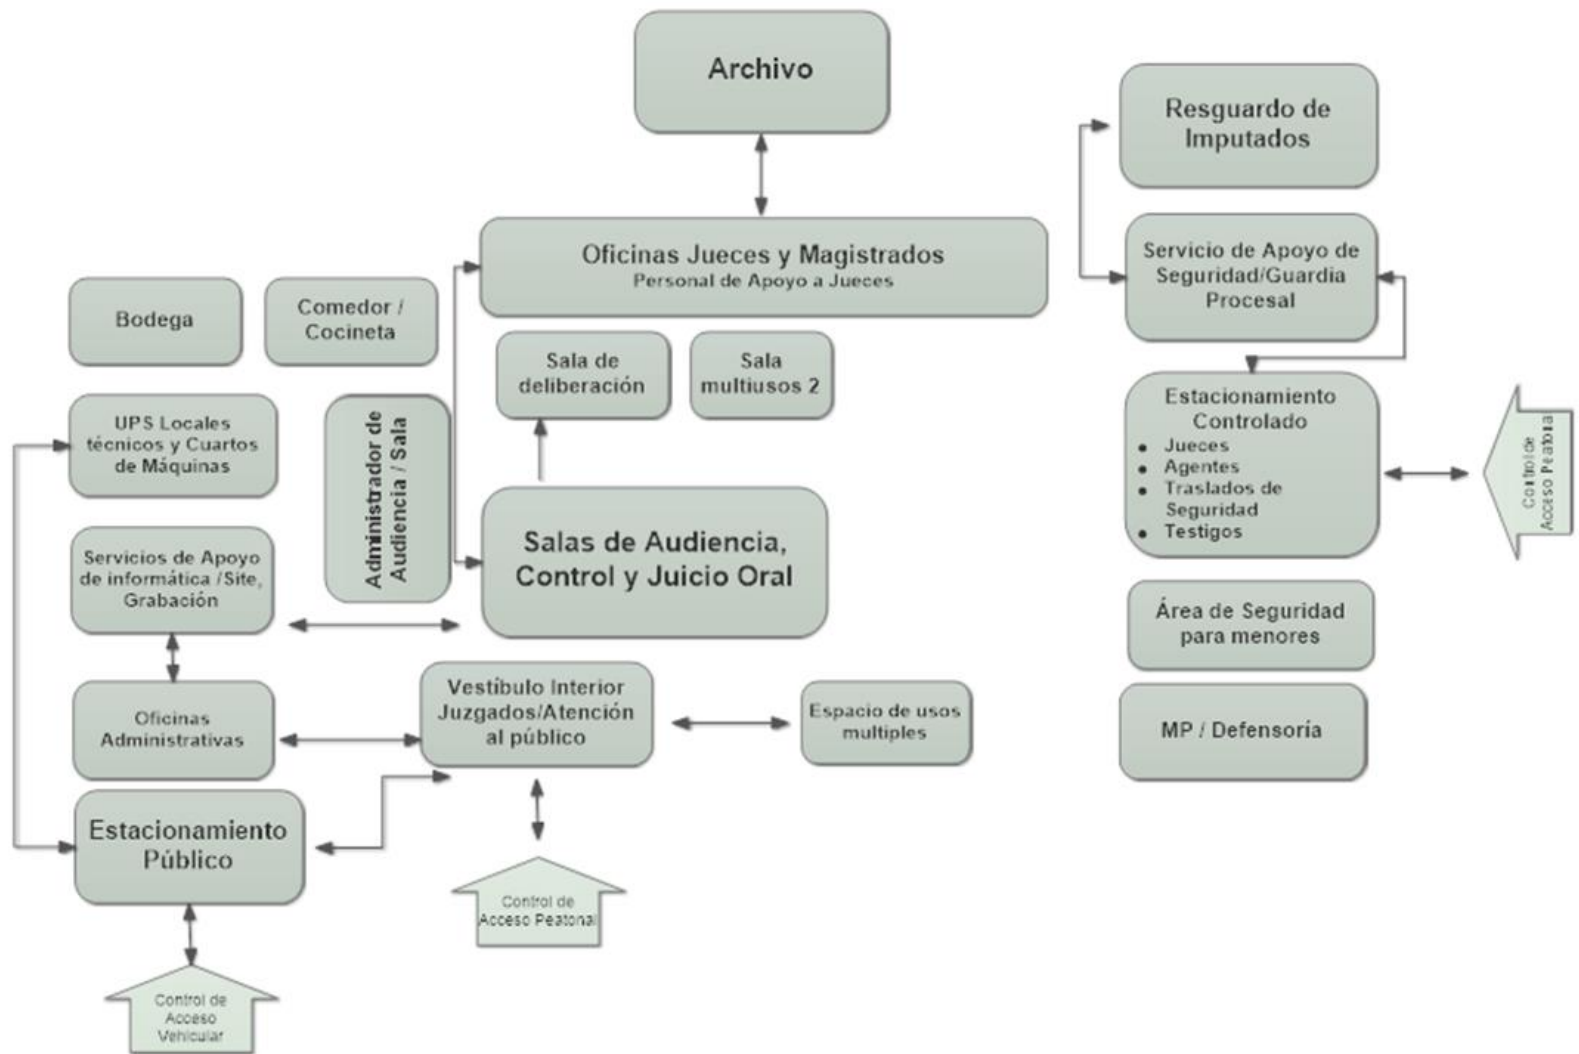 Archivo
Resguardo de
Imputados
Oficinas Jueces y Magistrados
Personal de Apoyo a Jueces
Servicio de Apoyo de
Seguridad/Guardia
Procesal
Bodega
Comedor /
Cocineta
Sala de
deliberación
Sala
multiusos 2
UPS Locales
técnicos y Cuartos
de Máquinas
Administrador de
Audiencia / Sala
Estacionamiento
Controlado
• Jueces
• Agentes
• Traslados de
Seguridad
• Testigos
Control de
Acceso Peatonal
Servicios de Apoyo
de informática /Site,
Grabación
Salas de Audiencia,
Control y Juicio Oral
Área de Seguridad
para menores
Oficinas
Administrativas
Vestíbulo Interior
Juzgados/Atención
al público
Espacio de usos
multiples
MP / Defensoría
Estacionamiento
Público
Control de
Acceso Peatonal
Control de
Acceso
Vehicular